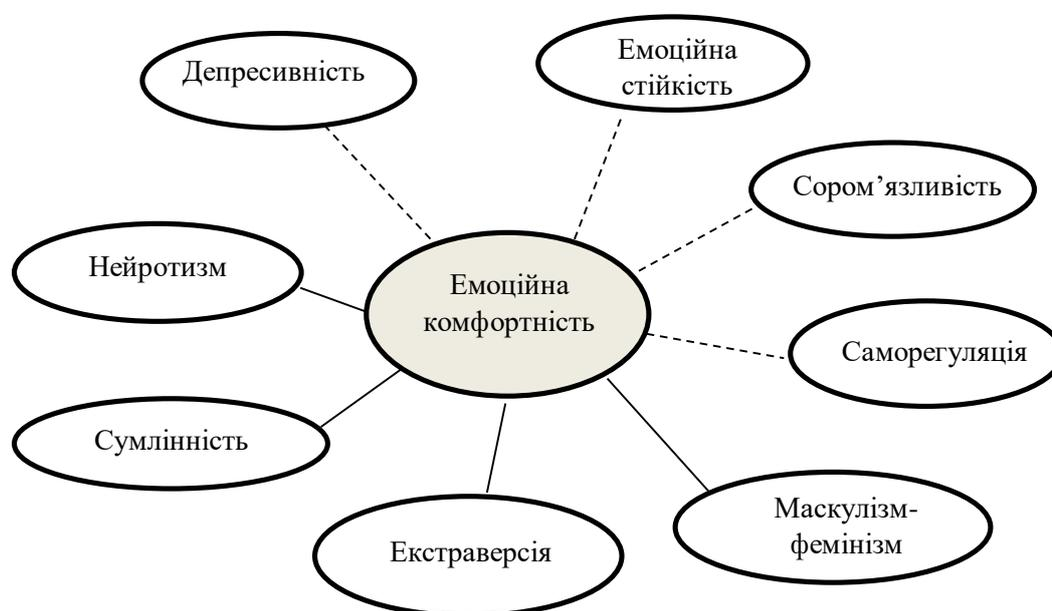 Депресивність
Емоційна
стійкість
Сором’язливість
Нейротизм
Емоційна
комфортність
Саморегуляція
Сумлінність
Екстраверсія
Маскулізм-
фемінізм